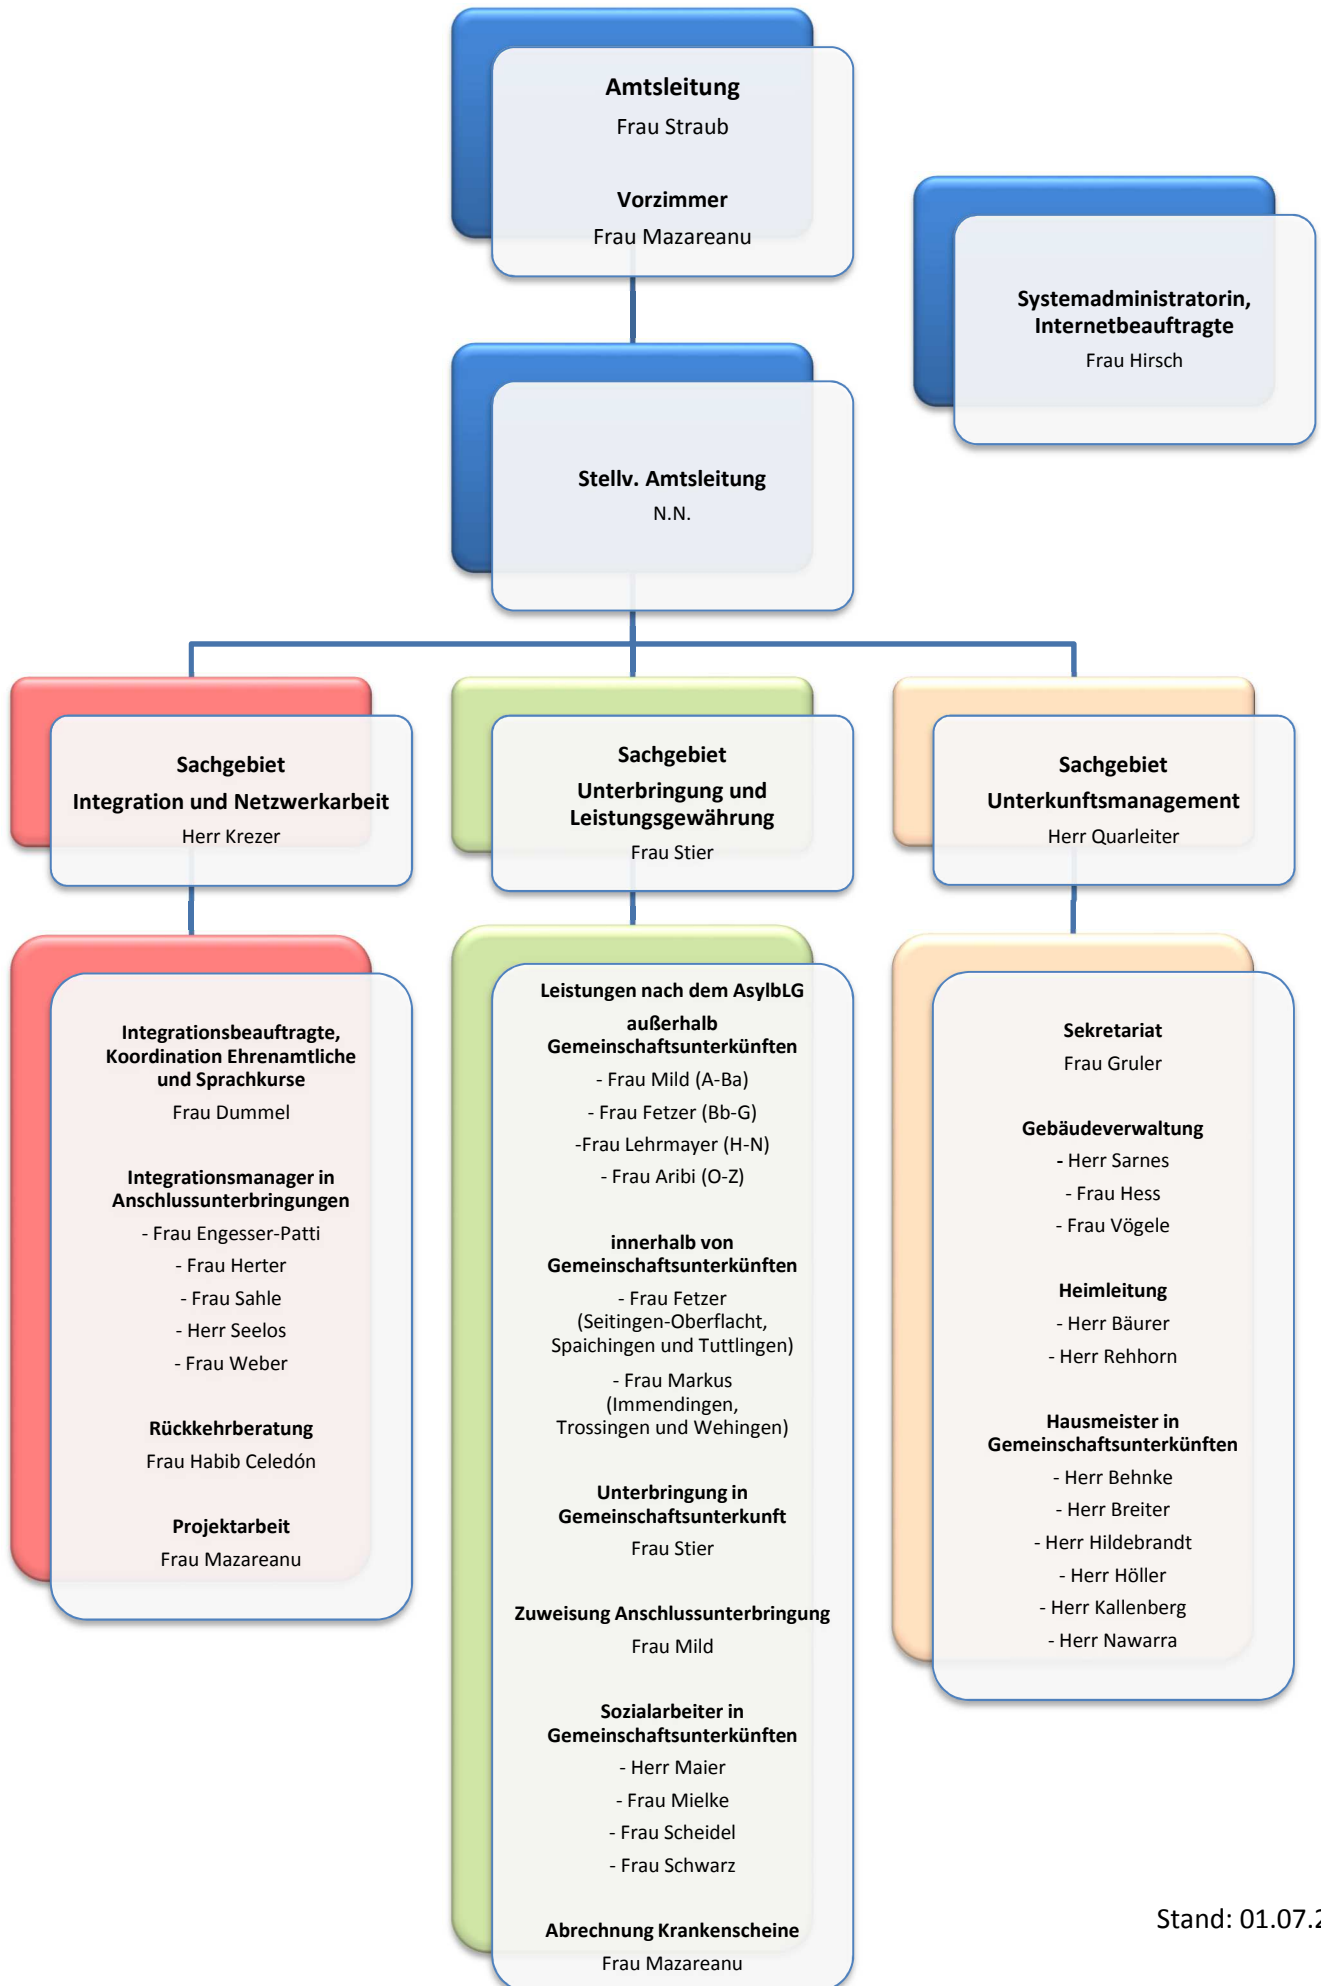 Amtsleitung
Frau Straub
Vorzimmer
Frau Mazareanu
Systemadministratorin,
Internetbeauftragte
Frau Hirsch
Stellv. Amtsleitung
N.N.
Sachgebiet
Integration und Netzwerkarbeit
Herr Krezer
Sachgebiet
Unterbringung und
Leistungsgewährung
Frau Stier
Sachgebiet
Unterkunftsmanagement
Herr Quarleiter
Integrationsbeauftragte,
Koordination Ehrenamtliche
und Sprachkurse
Frau Dummel
Integrationsmanager in
Anschlussunterbringungen
- Frau Engesser-Patti
- Frau Herter
- Frau Sahle
- Herr Seelos
- Frau Weber
Rückkehrberatung
Frau Habib Celedón
Projektarbeit
Frau Mazareanu
Leistungen nach dem AsylbLG
außerhalb
Gemeinschaftsunterkünften
- Frau Mild (A-Ba)
- Frau Fetzer (Bb-G)
-Frau Lehrmayer (H-N)
- Frau Aribi (O-Z)
innerhalb von
Gemeinschaftsunterkünften
- Frau Fetzer
(Seitingen-Oberflacht,
Spaichingen und Tuttlingen)
- Frau Markus
(Immendingen,
Trossingen und Wehingen)
Unterbringung in
Gemeinschaftsunterkunft
Frau Stier
Zuweisung Anschlussunterbringung
Frau Mild
Sozialarbeiter in
Gemeinschaftsunterkünften
- Herr Maier
- Frau Mielke
- Frau Scheidel
- Frau Schwarz
Abrechnung Krankenscheine
Frau Mazareanu
Sekretariat
Frau Gruler
Gebäudeverwaltung
- Herr Sarnes
- Frau Hess
- Frau Vögele
Heimleitung
- Herr Bäurer
- Herr Rehhorn
Hausmeister in
Gemeinschaftsunterkünften
- Herr Behnke
- Herr Breiter
- Herr Hildebrandt
- Herr Höller
- Herr Kallenberg
- Herr Nawarra
Stand: 01.07.2